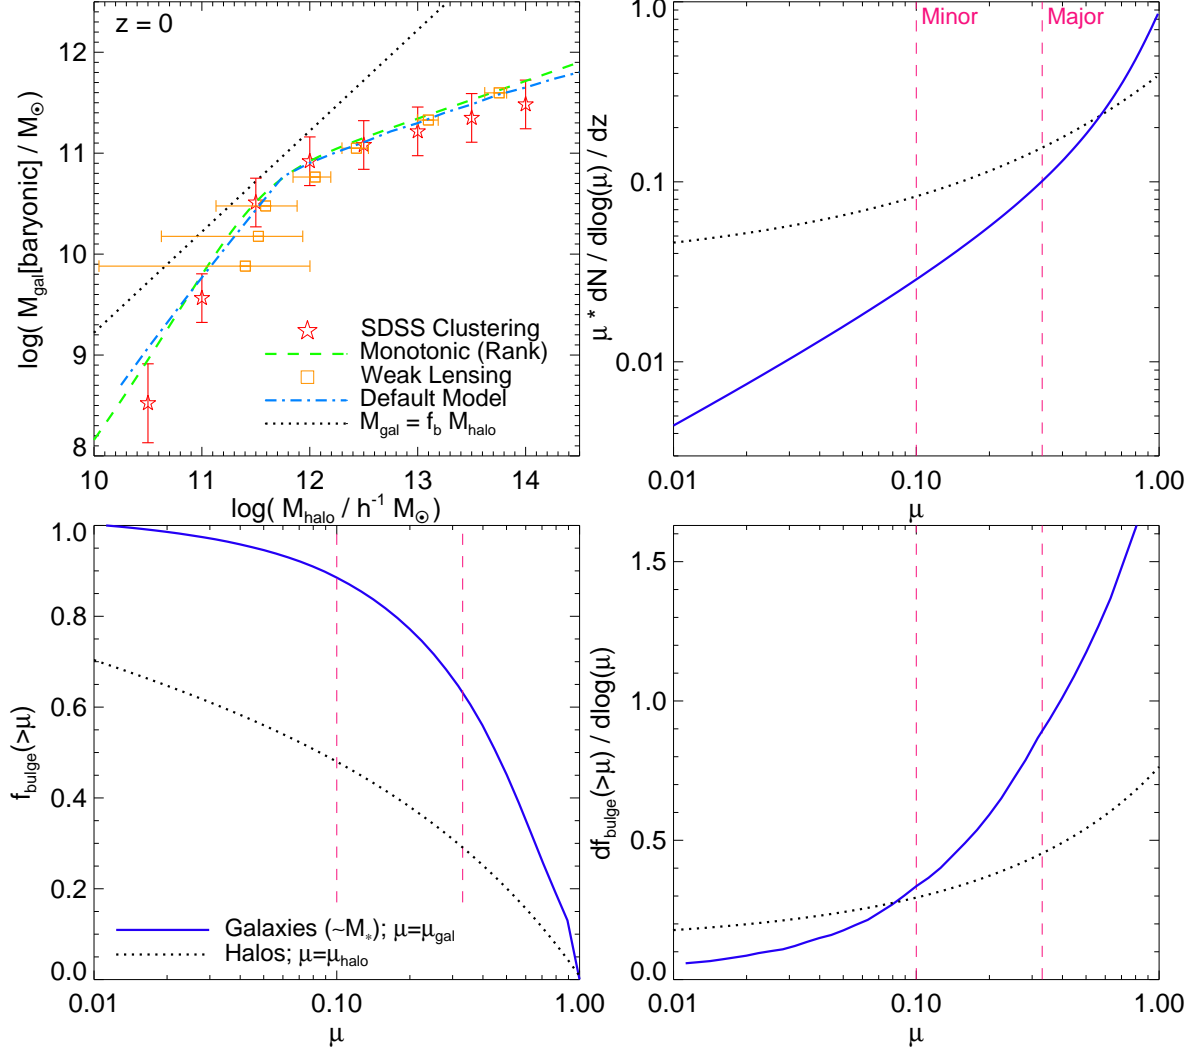 z = 0
log( M_gal[baryonic] / M_⊙ )
12
11
10
9
8
SDSS Clustering
Monotonic (Rank)
Weak Lensing
Default Model
M_gal = f_b M_halo
10 11 12 13 14
log( M_halo / h^-1 M_⊙ )
Minor Major
μ * dN / dlog(μ) / dz
1.0
0.1
0.01
0.01 0.10 1.00
μ
f_bulge(>μ)
1.0
0.8
0.6
0.4
0.2
0.0
Galaxies (~M_*); μ=μ_gal
Halos; μ=μ_halo
0.01 0.10 1.00
μ
df_bulge(>μ) / dlog(μ)
1.5
1.0
0.5
0.0
0.01 0.10 1.00
μ